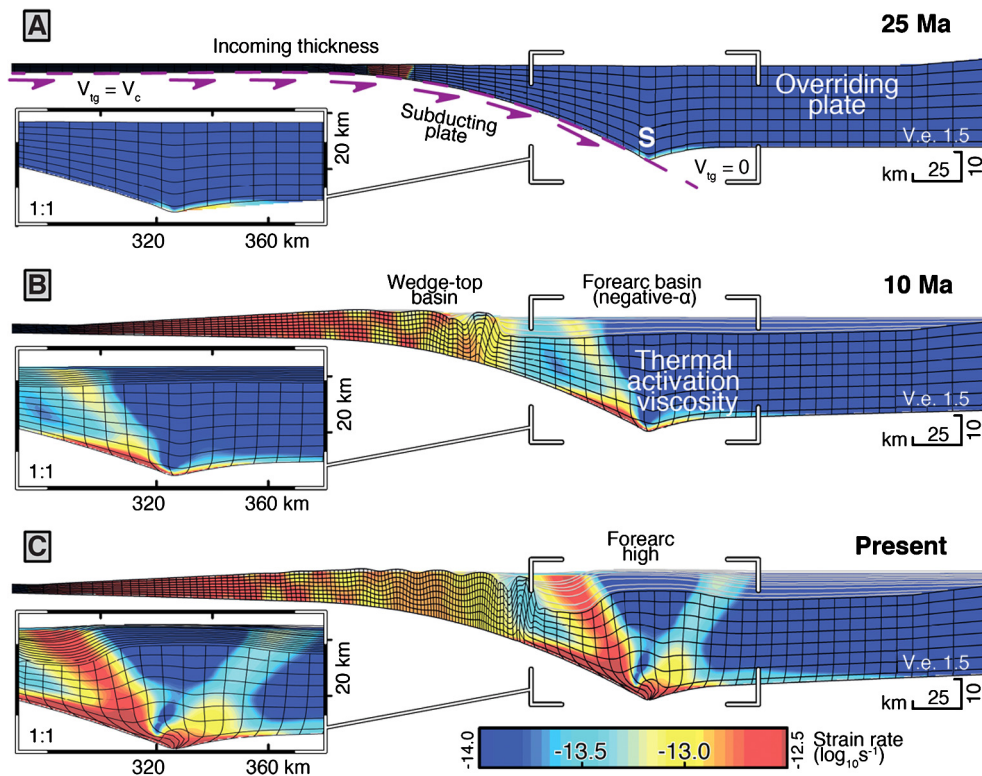 A
25 Ma
Incoming thickness
Vtg = Vc
Subducting
plate
Overriding
plate
S
Vtg = 0
V.e. 1.5
km 25 10
20 km
1:1
320 360 km
B
10 Ma
Wedge-top
basin
Forearc basin
(negative-α)
Thermal
activation
viscosity
V.e. 1.5
km 25 10
20 km
1:1
320 360 km
C
Present
Forearc
high
V.e. 1.5
km 25 10
20 km
1:1
320 360 km
-14.0 -13.5 -13.0 -12.5
Strain rate
(log10s-1)